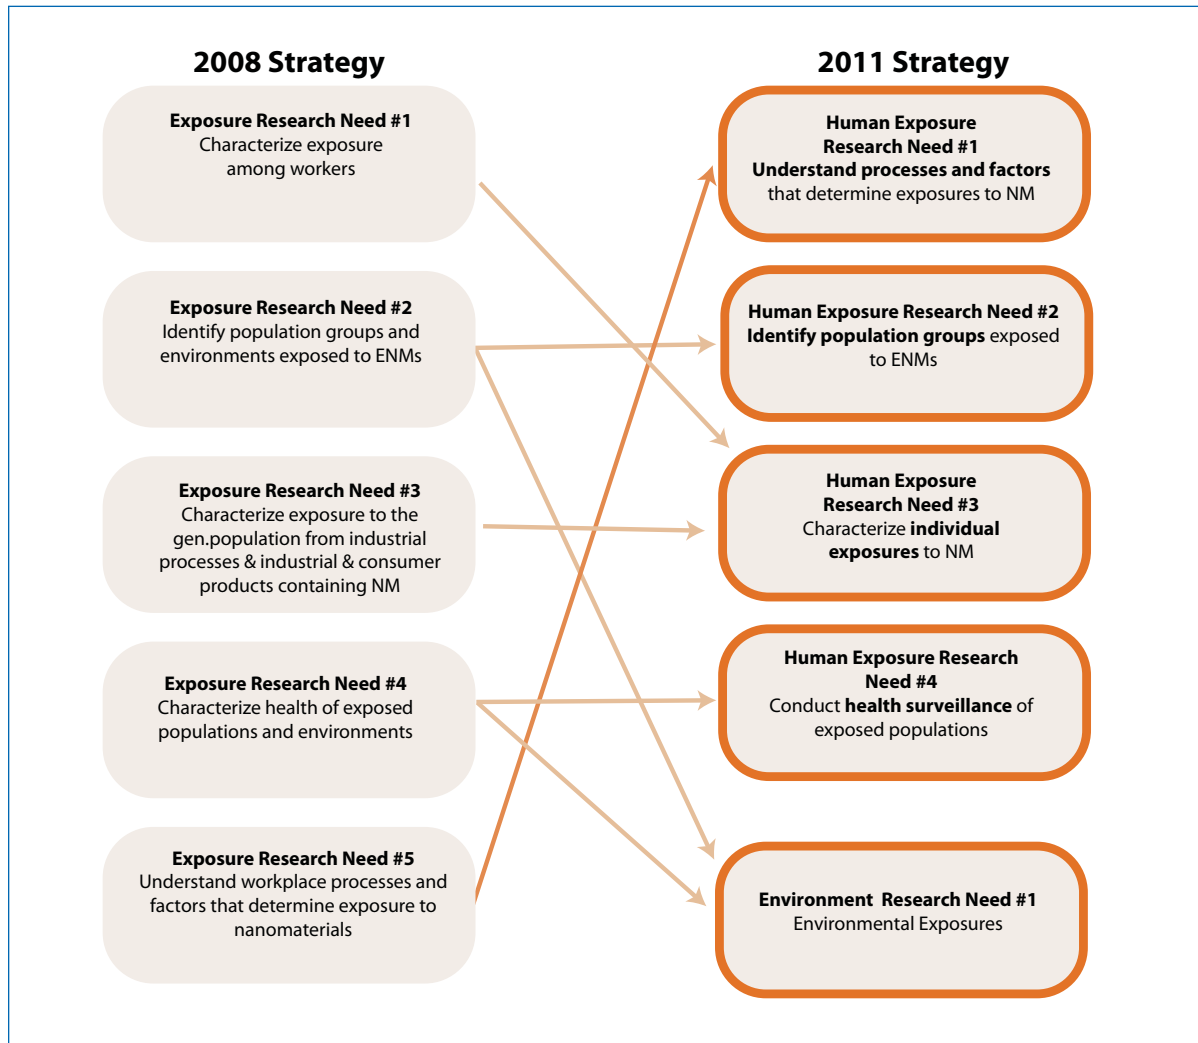 2008 Strategy
Exposure Research Need #1
Characterize exposure
among workers
Exposure Research Need #2
Identify population groups and
environments exposed to ENMs
Exposure Research Need #3
Characterize exposure to the
gen.population from industrial
processes & industrial & consumer
products containing NM
Exposure Research Need #4
Characterize health of exposed
populations and environments
Exposure Research Need #5
Understand workplace processes and
factors that determine exposure to
nanomaterials
2011 Strategy
Human Exposure
Research Need #1
Understand processes and factors
that determine exposures to NM
Human Exposure Research Need #2
Identify population groups exposed
to ENMs
Human Exposure
Research Need #3
Characterize individual
exposures to NM
Human Exposure Research
Need #4
Conduct health surveillance of
exposed populations
Environment Research Need #1
Environmental Exposures